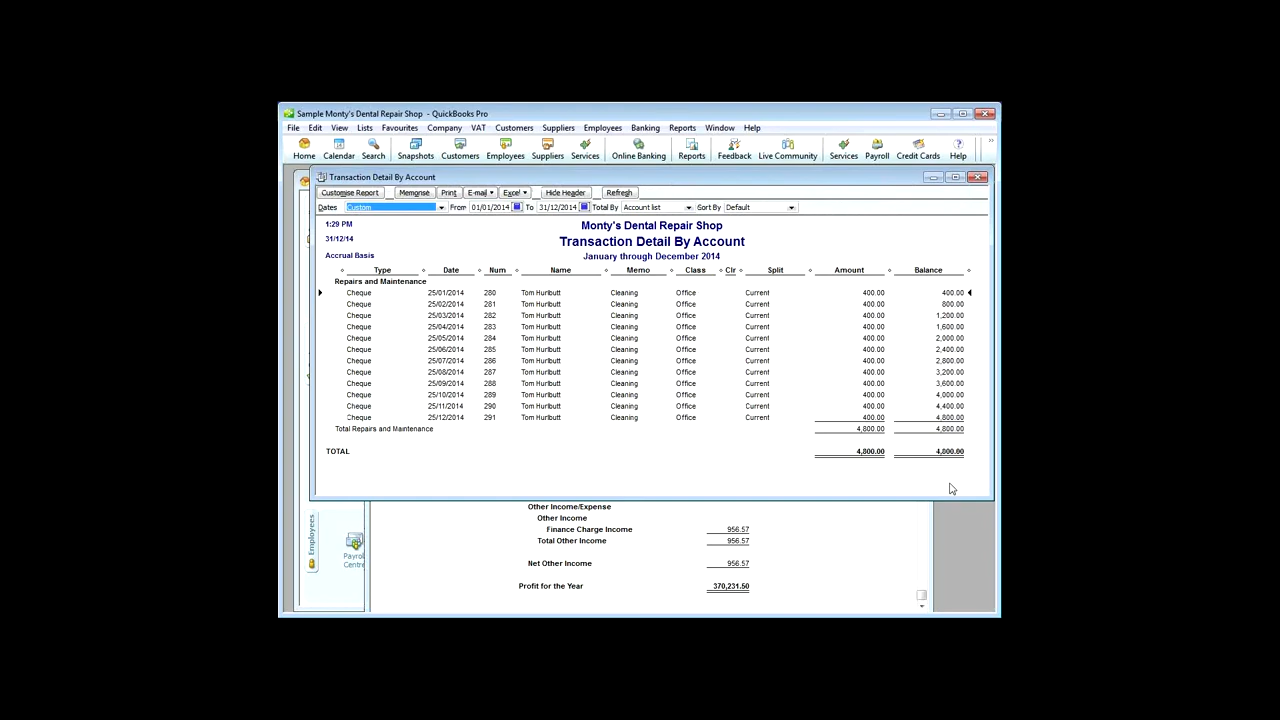 Sample Monty's Dental Repair Shop - QuickBooks Pro
File Edit View Lists Favourites Company VAT Customers Suppliers Employees Banking Reports Window Help
Home Calendar Search Snapshots Customers Employees Suppliers Services Online Banking Reports Feedback Live Community Services Payroll Credit Cards Help
Transaction Detail By Account
Customise Report Memorise Print E-mail Excel Hide Header Refresh
Dates Custom From 01/01/2014 To 31/12/2014 Total By Account list Sort By Default
1:29 PM Monty's Dental Repair Shop
31/12/14 Transaction Detail By Account
Accrual Basis January through December 2014
Type Date Num Name Memo Class Clr Split Amount Balance
Repairs and Maintenance
Cheque 25/01/2014 280 Tom Hurlbutt Cleaning Office Current 400.00 400.00
Cheque 25/02/2014 281 Tom Hurlbutt Cleaning Office Current 400.00 800.00
Cheque 25/03/2014 282 Tom Hurlbutt Cleaning Office Current 400.00 1,200.00
Cheque 25/04/2014 283 Tom Hurlbutt Cleaning Office Current 400.00 1,600.00
Cheque 25/05/2014 284 Tom Hurlbutt Cleaning Office Current 400.00 2,000.00
Cheque 25/06/2014 285 Tom Hurlbutt Cleaning Office Current 400.00 2,400.00
Cheque 25/07/2014 286 Tom Hurlbutt Cleaning Office Current 400.00 2,800.00
Cheque 25/08/2014 287 Tom Hurlbutt Cleaning Office Current 400.00 3,200.00
Cheque 25/09/2014 288 Tom Hurlbutt Cleaning Office Current 400.00 3,600.00
Cheque 25/10/2014 289 Tom Hurlbutt Cleaning Office Current 400.00 4,000.00
Cheque 25/11/2014 290 Tom Hurlbutt Cleaning Office Current 400.00 4,400.00
Cheque 25/12/2014 291 Tom Hurlbutt Cleaning Office Current 400.00 4,800.00
Total Repairs and Maintenance 4,800.00 4,800.00
TOTAL 4,800.00 4,800.00
Other Income/Expense
Other Income
Finance Charge Income 956.57
Total Other Income 956.57
Net Other Income 956.57
Profit for the Year 370,231.50
Employees
Payrol
Centre